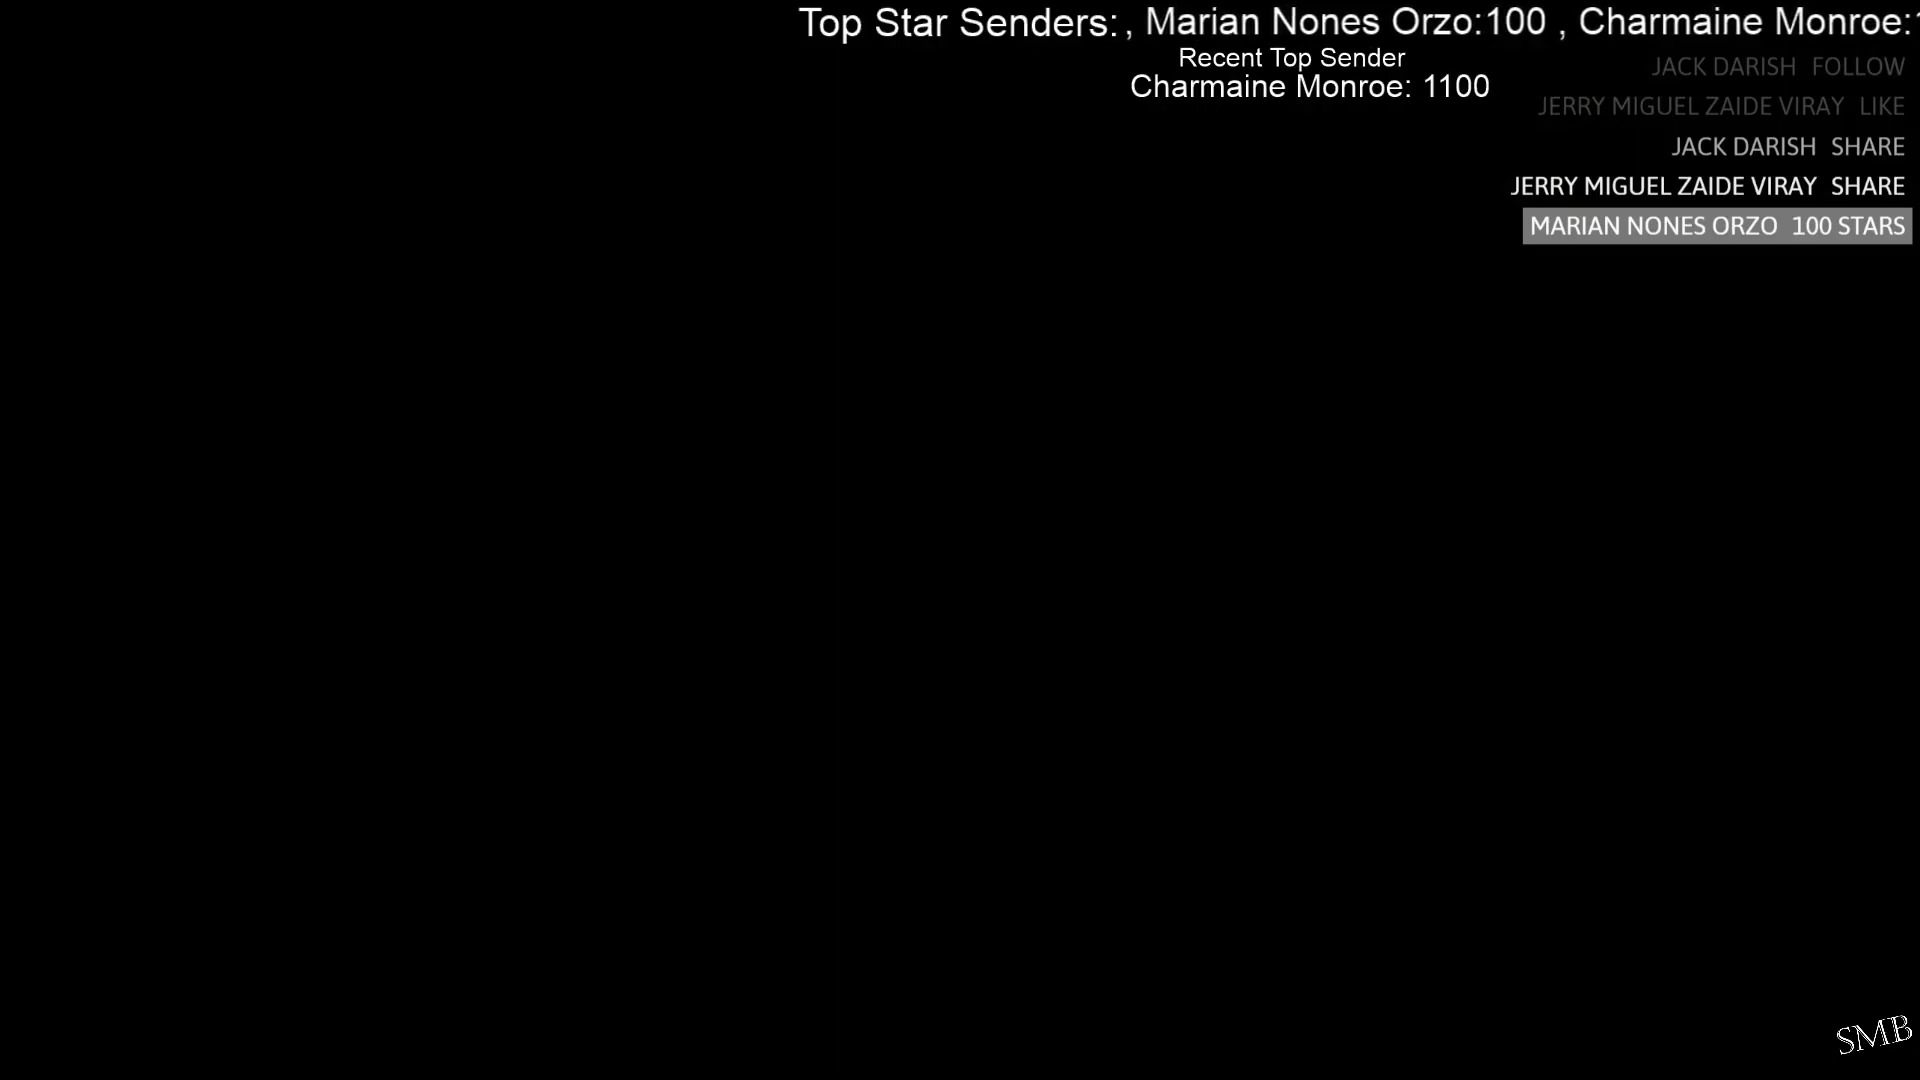 Top Star Senders: , Marian Nones Orzo:100 , Charmaine Monroe:
Recent Top Sender
Charmaine Monroe: 1100
JACK DARISH FOLLOW
JERRY MIGUEL ZAIDE VIRAY LIKE
JACK DARISH SHARE
JERRY MIGUEL ZAIDE VIRAY SHARE
MARIAN NONES ORZO 100 STARS
SMB